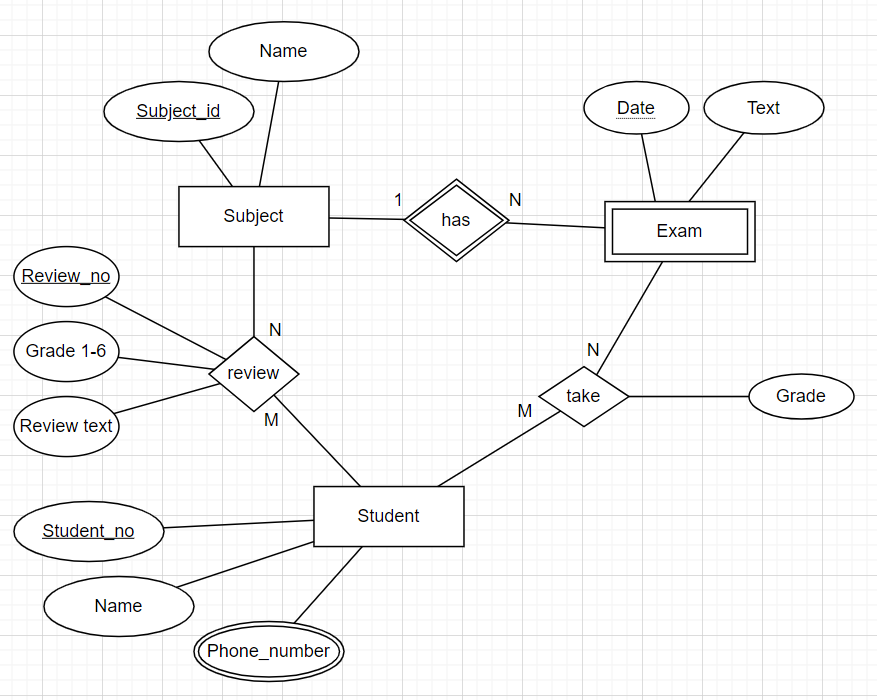 Name
Subject_id
Date
Text
Subject
1
has
N
Exam
Review_no
N
Grade 1-6
review
N
take
Grade
M
M
Review text
Student_no
Student
Name
Phone_number